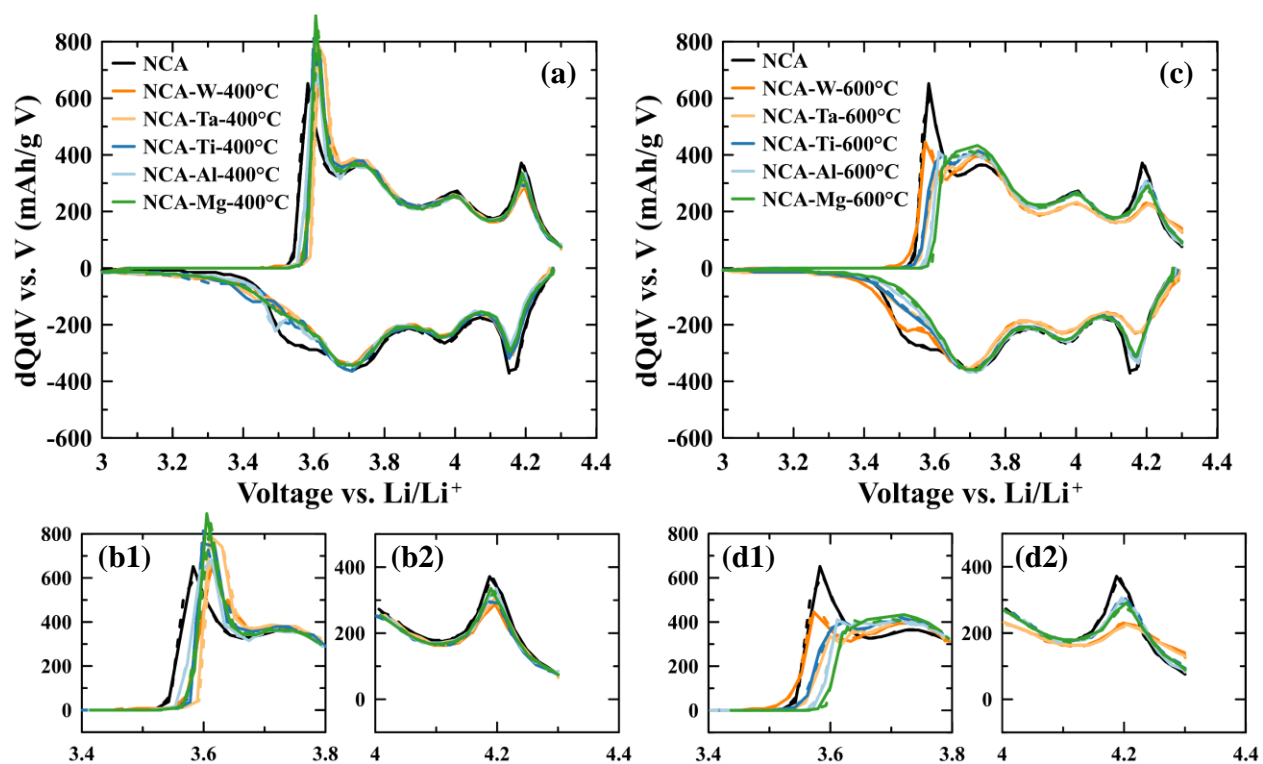 dQdV vs. V (mAh/g V)
800
600
400
200
0
-200
-400
-600
(a)
NCA
NCA-W-400°C
NCA-Ta-400°C
NCA-Ti-400°C
NCA-Al-400°C
NCA-Mg-400°C
3 3.2 3.4 3.6 3.8 4 4.2 4.4
Voltage vs. Li/Li⁺
dQdV vs. V (mAh/g V)
800
600
400
200
0
-200
-400
-600
(c)
NCA
NCA-W-600°C
NCA-Ta-600°C
NCA-Ti-600°C
NCA-Al-600°C
NCA-Mg-600°C
3 3.2 3.4 3.6 3.8 4 4.2 4.4
Voltage vs. Li/Li⁺
(b1)
800
600
400
200
0
3.4 3.6 3.8
(b2)
400
200
0
4 4.2 4.4
(d1)
800
600
400
200
0
3.4 3.6 3.8
(d2)
400
200
0
4 4.2 4.4